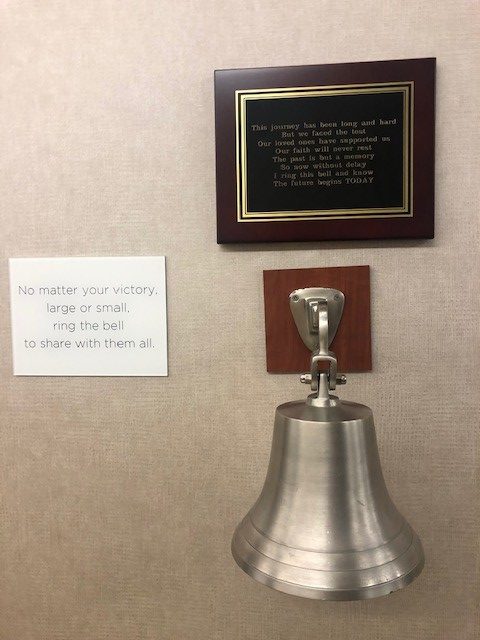 This journey has been long and hard
But we faced the test
Our loved ones have supported us
Our faith will never rest
The past is but a memory
So now without delay
I ring this bell and know
The future begins TODAY
No matter your victory,
large or small,
ring the bell
to share with them all.